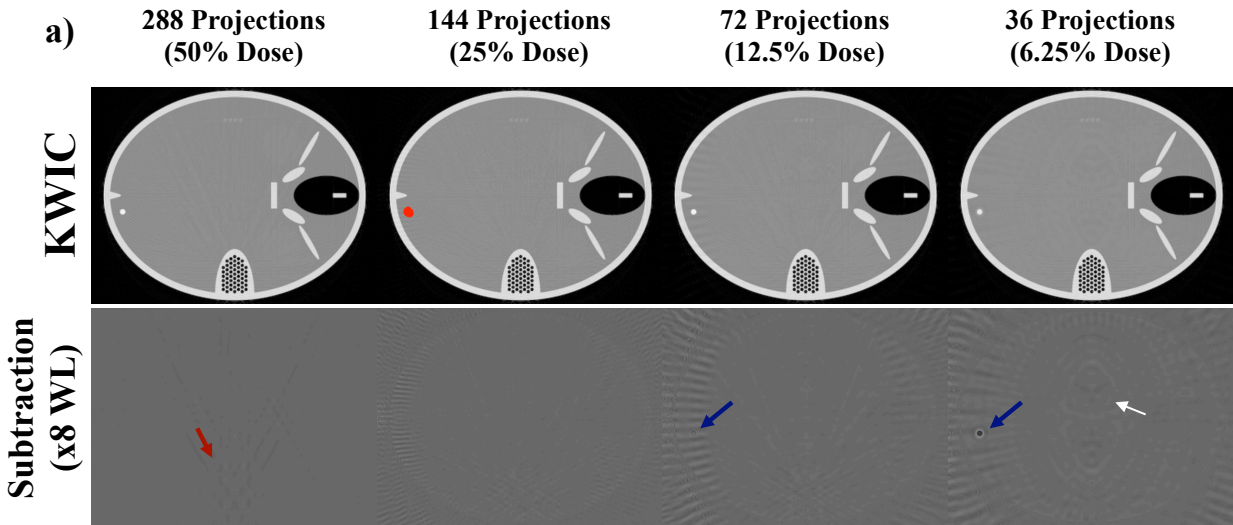 a)
288 Projections
(50% Dose)
144 Projections
(25% Dose)
72 Projections
(12.5% Dose)
36 Projections
(6.25% Dose)
KWIC
Subtraction
(x8 WL)